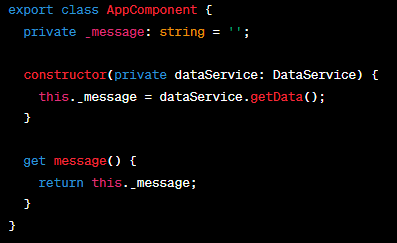 export class AppComponent {
  private _message: string = '';

  constructor(private dataService: DataService) {
    this._message = dataService.getData();
  }

  get message() {
    return this._message;
  }
}